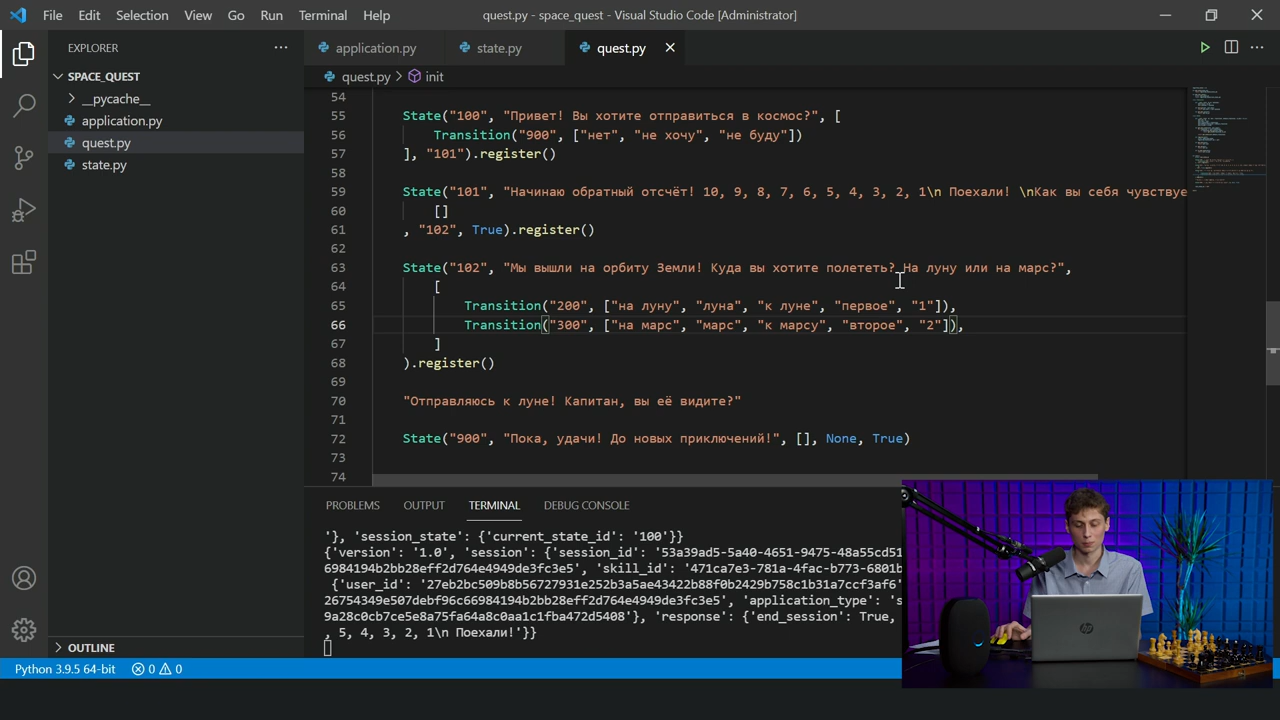 File Edit Selection View Go Run Terminal Help
quest.py - space_quest - Visual Studio Code [Administrator]
EXPLORER
SPACE_QUEST
__pycache__
application.py
quest.py
state.py
OUTLINE
application.py state.py quest.py
quest.py > init
54
55 State("100", "Привет! Вы хотите отправиться в космос?", [
56 Transition("900", ["нет", "не хочу", "не буду"])
57 ], "101").register()
58
59 State("101", "Начинаю обратный отсчёт! 10, 9, 8, 7, 6, 5, 4, 3, 2, 1\n Поехали! \nКак вы себя чувствуе
60 []
61 , "102", True).register()
62
63 State("102", "Мы вышли на орбиту Земли! Куда вы хотите полететь? На луну или на марс?",
64 [
65 Transition("200", ["на луну", "луна", "к луне", "первое", "1"]),
66 Transition("300", ["на марс", "марс", "к марсу", "второе", "2"]),
67 ]
68 ).register()
69
70 "Отправляюсь к луне! Капитан, вы её видите?"
71
72 State("900", "Пока, удачи! До новых приключений!", [], None, True)
73
74
PROBLEMS OUTPUT TERMINAL DEBUG CONSOLE
'}, 'session_state': {'current_state_id': '100'}}
{'version': '1.0', 'session': {'session_id': '53a39ad5-5a40-4651-9475-48a55cd51
6984194b2b28eff2d764e4949de3fc3e5', 'skill_id': '471ca7e3-781a-4fac-b773-6801b
{'user_id': '27eb2bc509b8b56727931e252b3a5ae43422b88f0b2429b758c1b31a7ccf3af6'
26754349e507debf96c66984194b2bb28eff2d764e4949de3fc3e5', 'application_type': 's
9a28c0cb7ce5e8a75fa64a8c0aa1c1fba472d5408'}, 'response': {'end_session': True,
, 5, 4, 3, 2, 1\n Поехали!'}}
Python 3.9.5 64-bit 0 0
hp